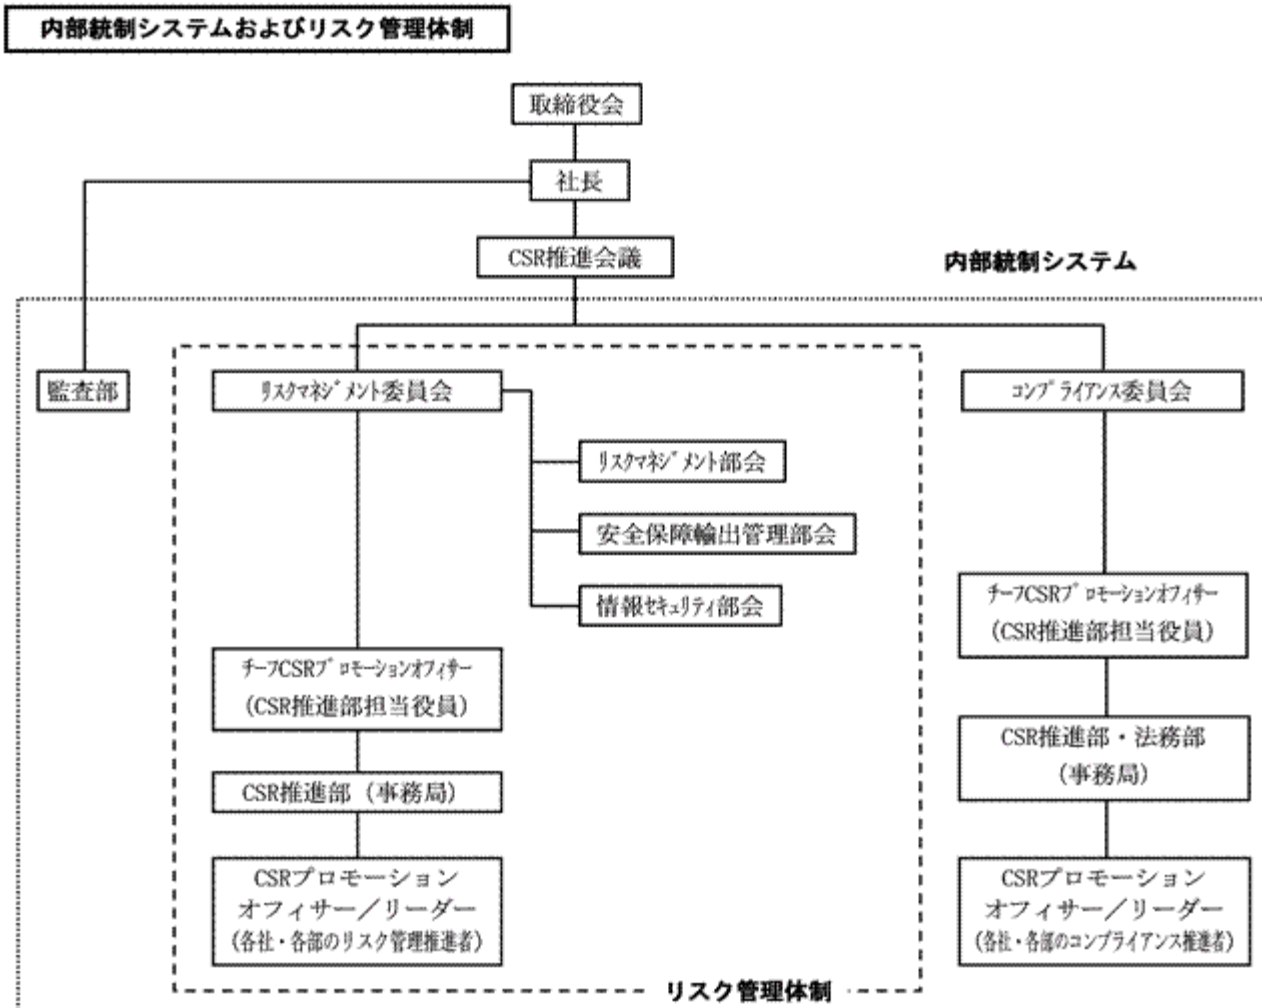 内部統制システムおよびリスク管理体制
取締役会
社長
CSR推進会議
内部統制システム
監査部
ﾘｽｸﾏﾈｼﾞﾒﾝﾄ委員会
ｺﾝﾌﾟﾗｲｱﾝｽ委員会
ﾘｽｸﾏﾈｼﾞﾒﾝﾄ部会
安全保障輸出管理部会
情報ｾｷｭﾘﾃｨ部会
ﾁｰﾌCSRﾌﾟﾛﾓｰｼｮﾝｵﾌｨｻｰ
(CSR推進部担当役員)
ﾁｰﾌCSRﾌﾟﾛﾓｰｼｮﾝｵﾌｨｻｰ
(CSR推進部担当役員)
CSR推進部（事務局）
CSR推進部・法務部
（事務局）
CSRプロモーション
オフィサー／リーダー
(各社・各部のリスク管理推進者)
CSRプロモーション
オフィサー／リーダー
(各社・各部のコンプライアンス推進者)
リスク管理体制